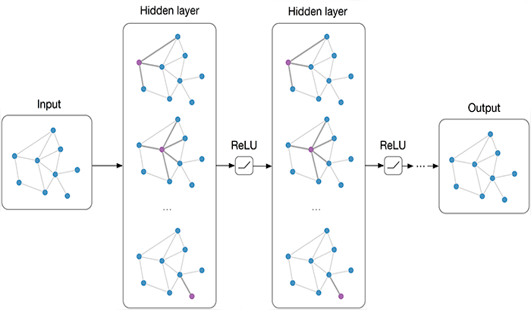 Hidden layer
Hidden layer
Input
Output
ReLU
ReLU
...
...
...